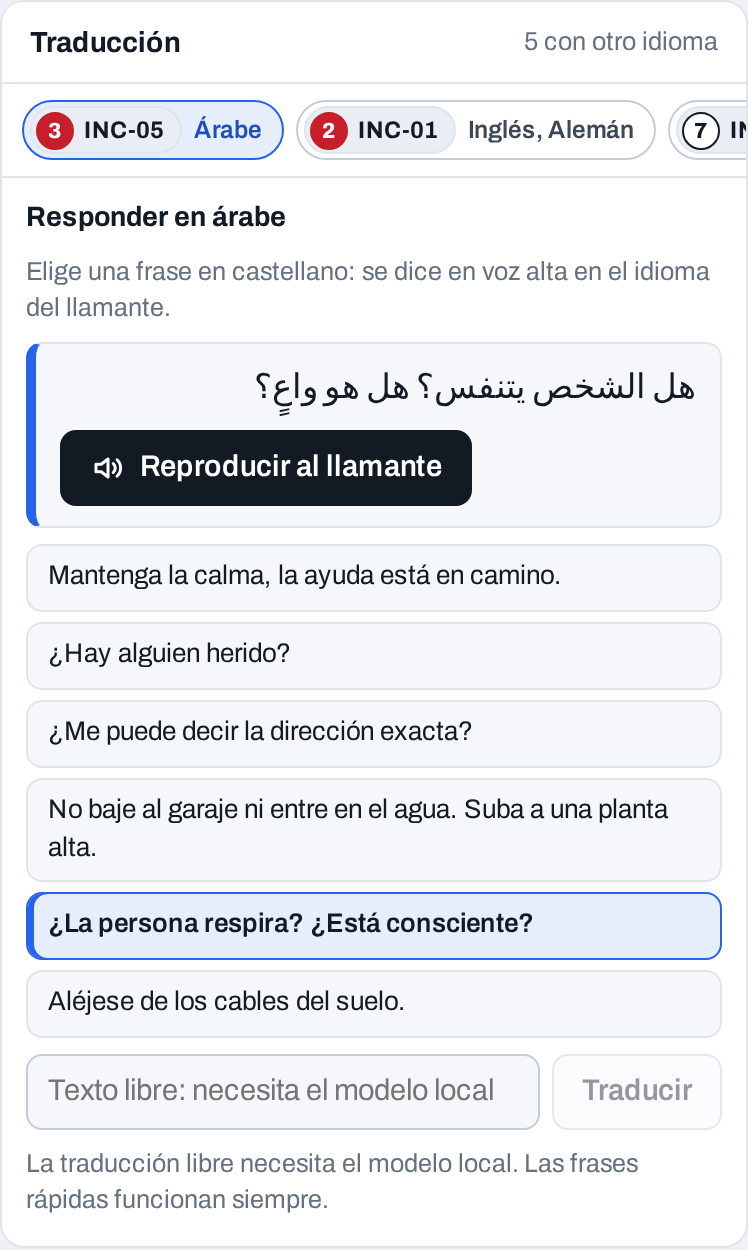 Traducción
5 con otro idioma
3 INC-05 Árabe
2 INC-01 Inglés, Alemán
7
Responder en árabe
Elige una frase en castellano: se dice en voz alta en el idioma
del llamante.
هل الشخص يتنفس؟ هل هو واعٍ؟
Reproducir al llamante
Mantenga la calma, la ayuda está en camino.
¿Hay alguien herido?
¿Me puede decir la dirección exacta?
No baje al garaje ni entre en el agua. Suba a una planta
alta.
¿La persona respira? ¿Está consciente?
Aléjese de los cables del suelo.
Texto libre: necesita el modelo local
Traducir
La traducción libre necesita el modelo local. Las frases
rápidas funcionan siempre.